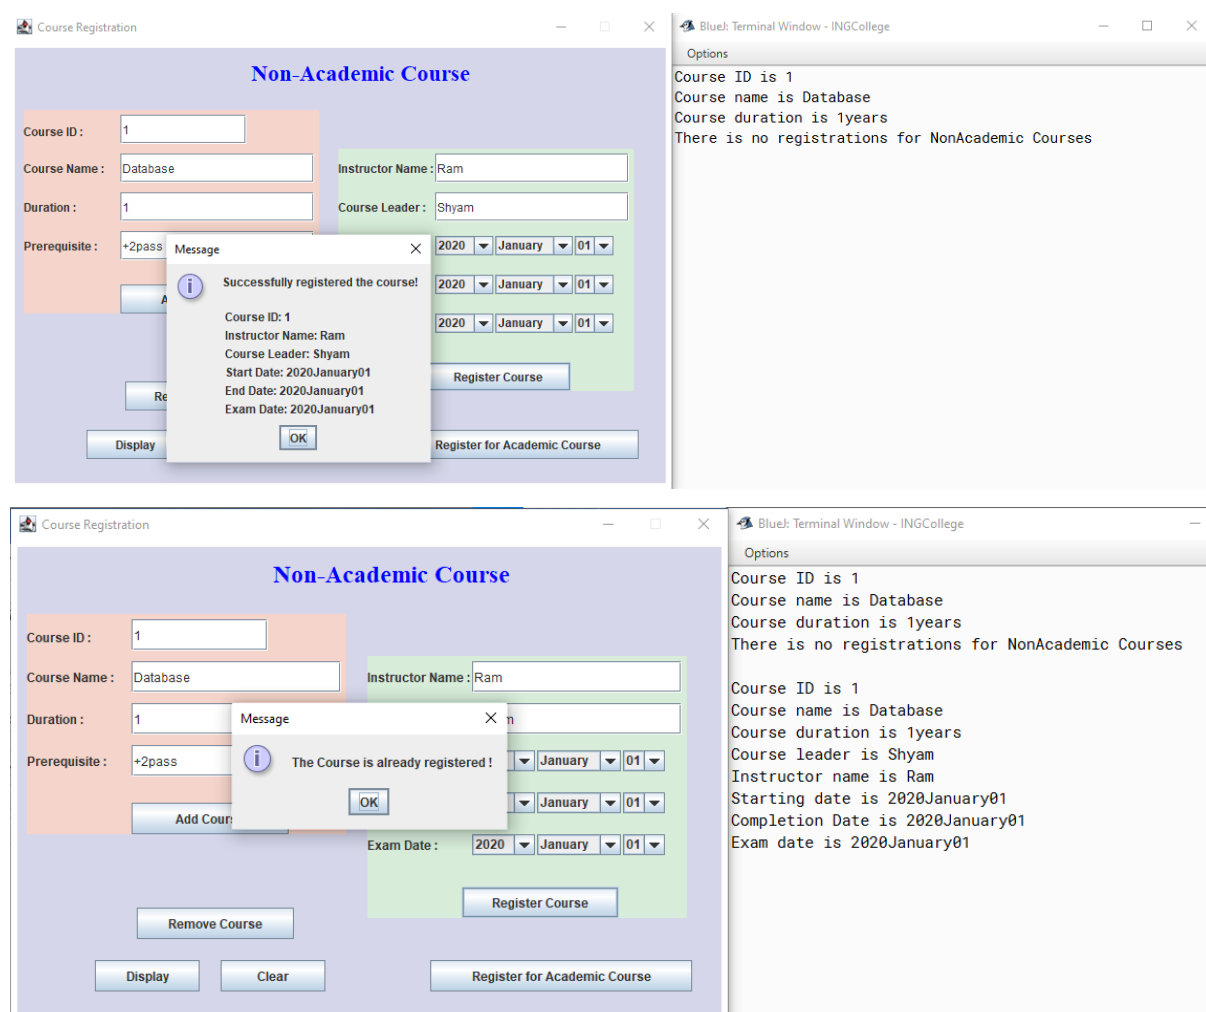 Course Registration
Non-Academic Course
Course ID :
1
Course Name :
Database
Instructor Name :
Ram
Duration :
1
Course Leader :
Shyam
Prerequisite :
+2pass
2020 January 01
2020 January 01
2020 January 01
A
Message
Successfully registered the course!
Course ID: 1
Instructor Name: Ram
Course Leader: Shyam
Start Date: 2020January01
End Date: 2020January01
Exam Date: 2020January01
OK
Register Course
Re
Display
Register for Academic Course
BlueJ: Terminal Window - INGCollege
Options
Course ID is 1
Course name is Database
Course duration is 1years
There is no registrations for NonAcademic Courses
Course Registration
Non-Academic Course
Course ID :
1
Course Name :
Database
Instructor Name :
Ram
Duration :
1
m
Prerequisite :
+2pass
January 01
January 01
Message
The Course is already registered !
OK
Add Cour
Exam Date :
2020 January 01
Register Course
Remove Course
Display
Clear
Register for Academic Course
BlueJ: Terminal Window - INGCollege
Options
Course ID is 1
Course name is Database
Course duration is 1years
There is no registrations for NonAcademic Courses
Course ID is 1
Course name is Database
Course duration is 1years
Course leader is Shyam
Instructor name is Ram
Starting date is 2020January01
Completion Date is 2020January01
Exam date is 2020January01